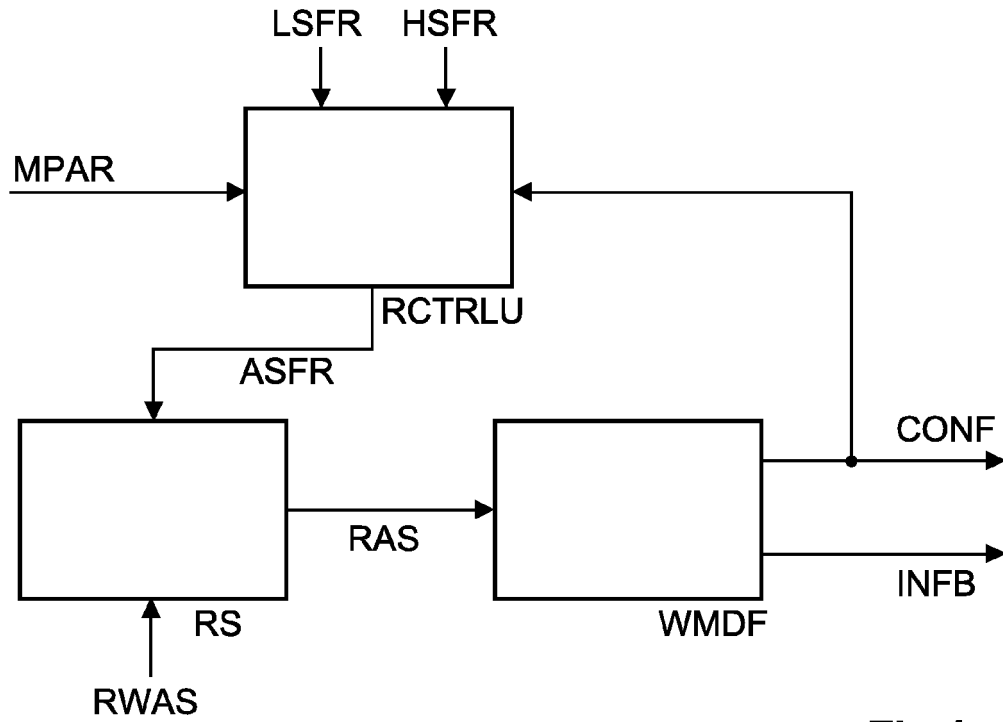 LSFR HSFR
MPAR
RCTRLU
ASFR
CONF
RAS
INFB
RS
WMDF
RWAS